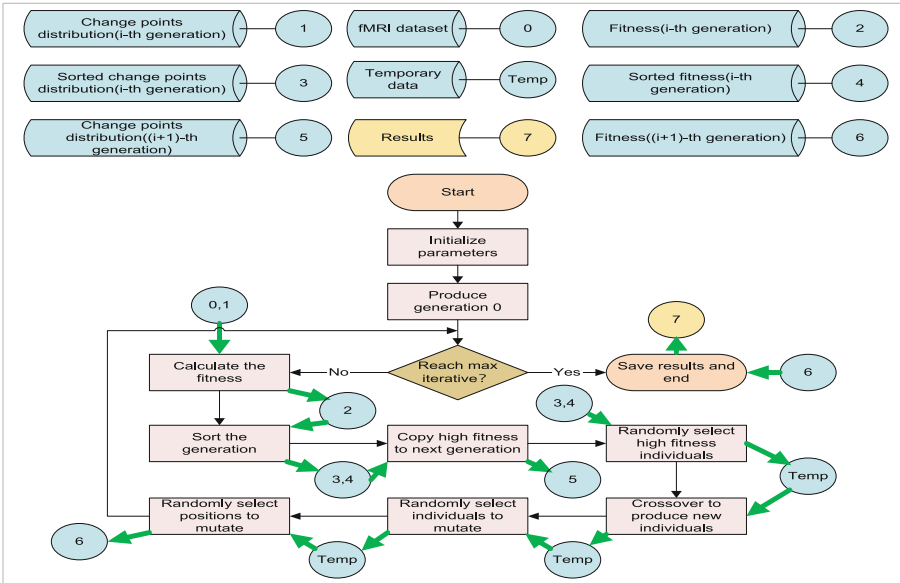 Change points
distribution(i-th generation)
1
fMRI dataset
0
Fitness(i-th generation)
2
Sorted change points
distribution(i-th generation)
3
Temporary
data
Temp
Sorted fitness(i-th
generation)
4
Change points
distribution((i+1)-th
generation)
5
Results
7
Fitness((i+1)-th generation)
6
Start
Initialize
parameters
Produce
generation 0
0,1
7
Calculate the
fitness
No
Reach max
iterative?
Yes
Save results and
end
6
2
3,4
Sort the
generation
Copy high fitness
to next generation
Randomly select
high fitness
individuals
3,4
5
Temp
Randomly select
positions to
mutate
Randomly select
individuals to
mutate
Crossover to
produce new
individuals
6
Temp
Temp